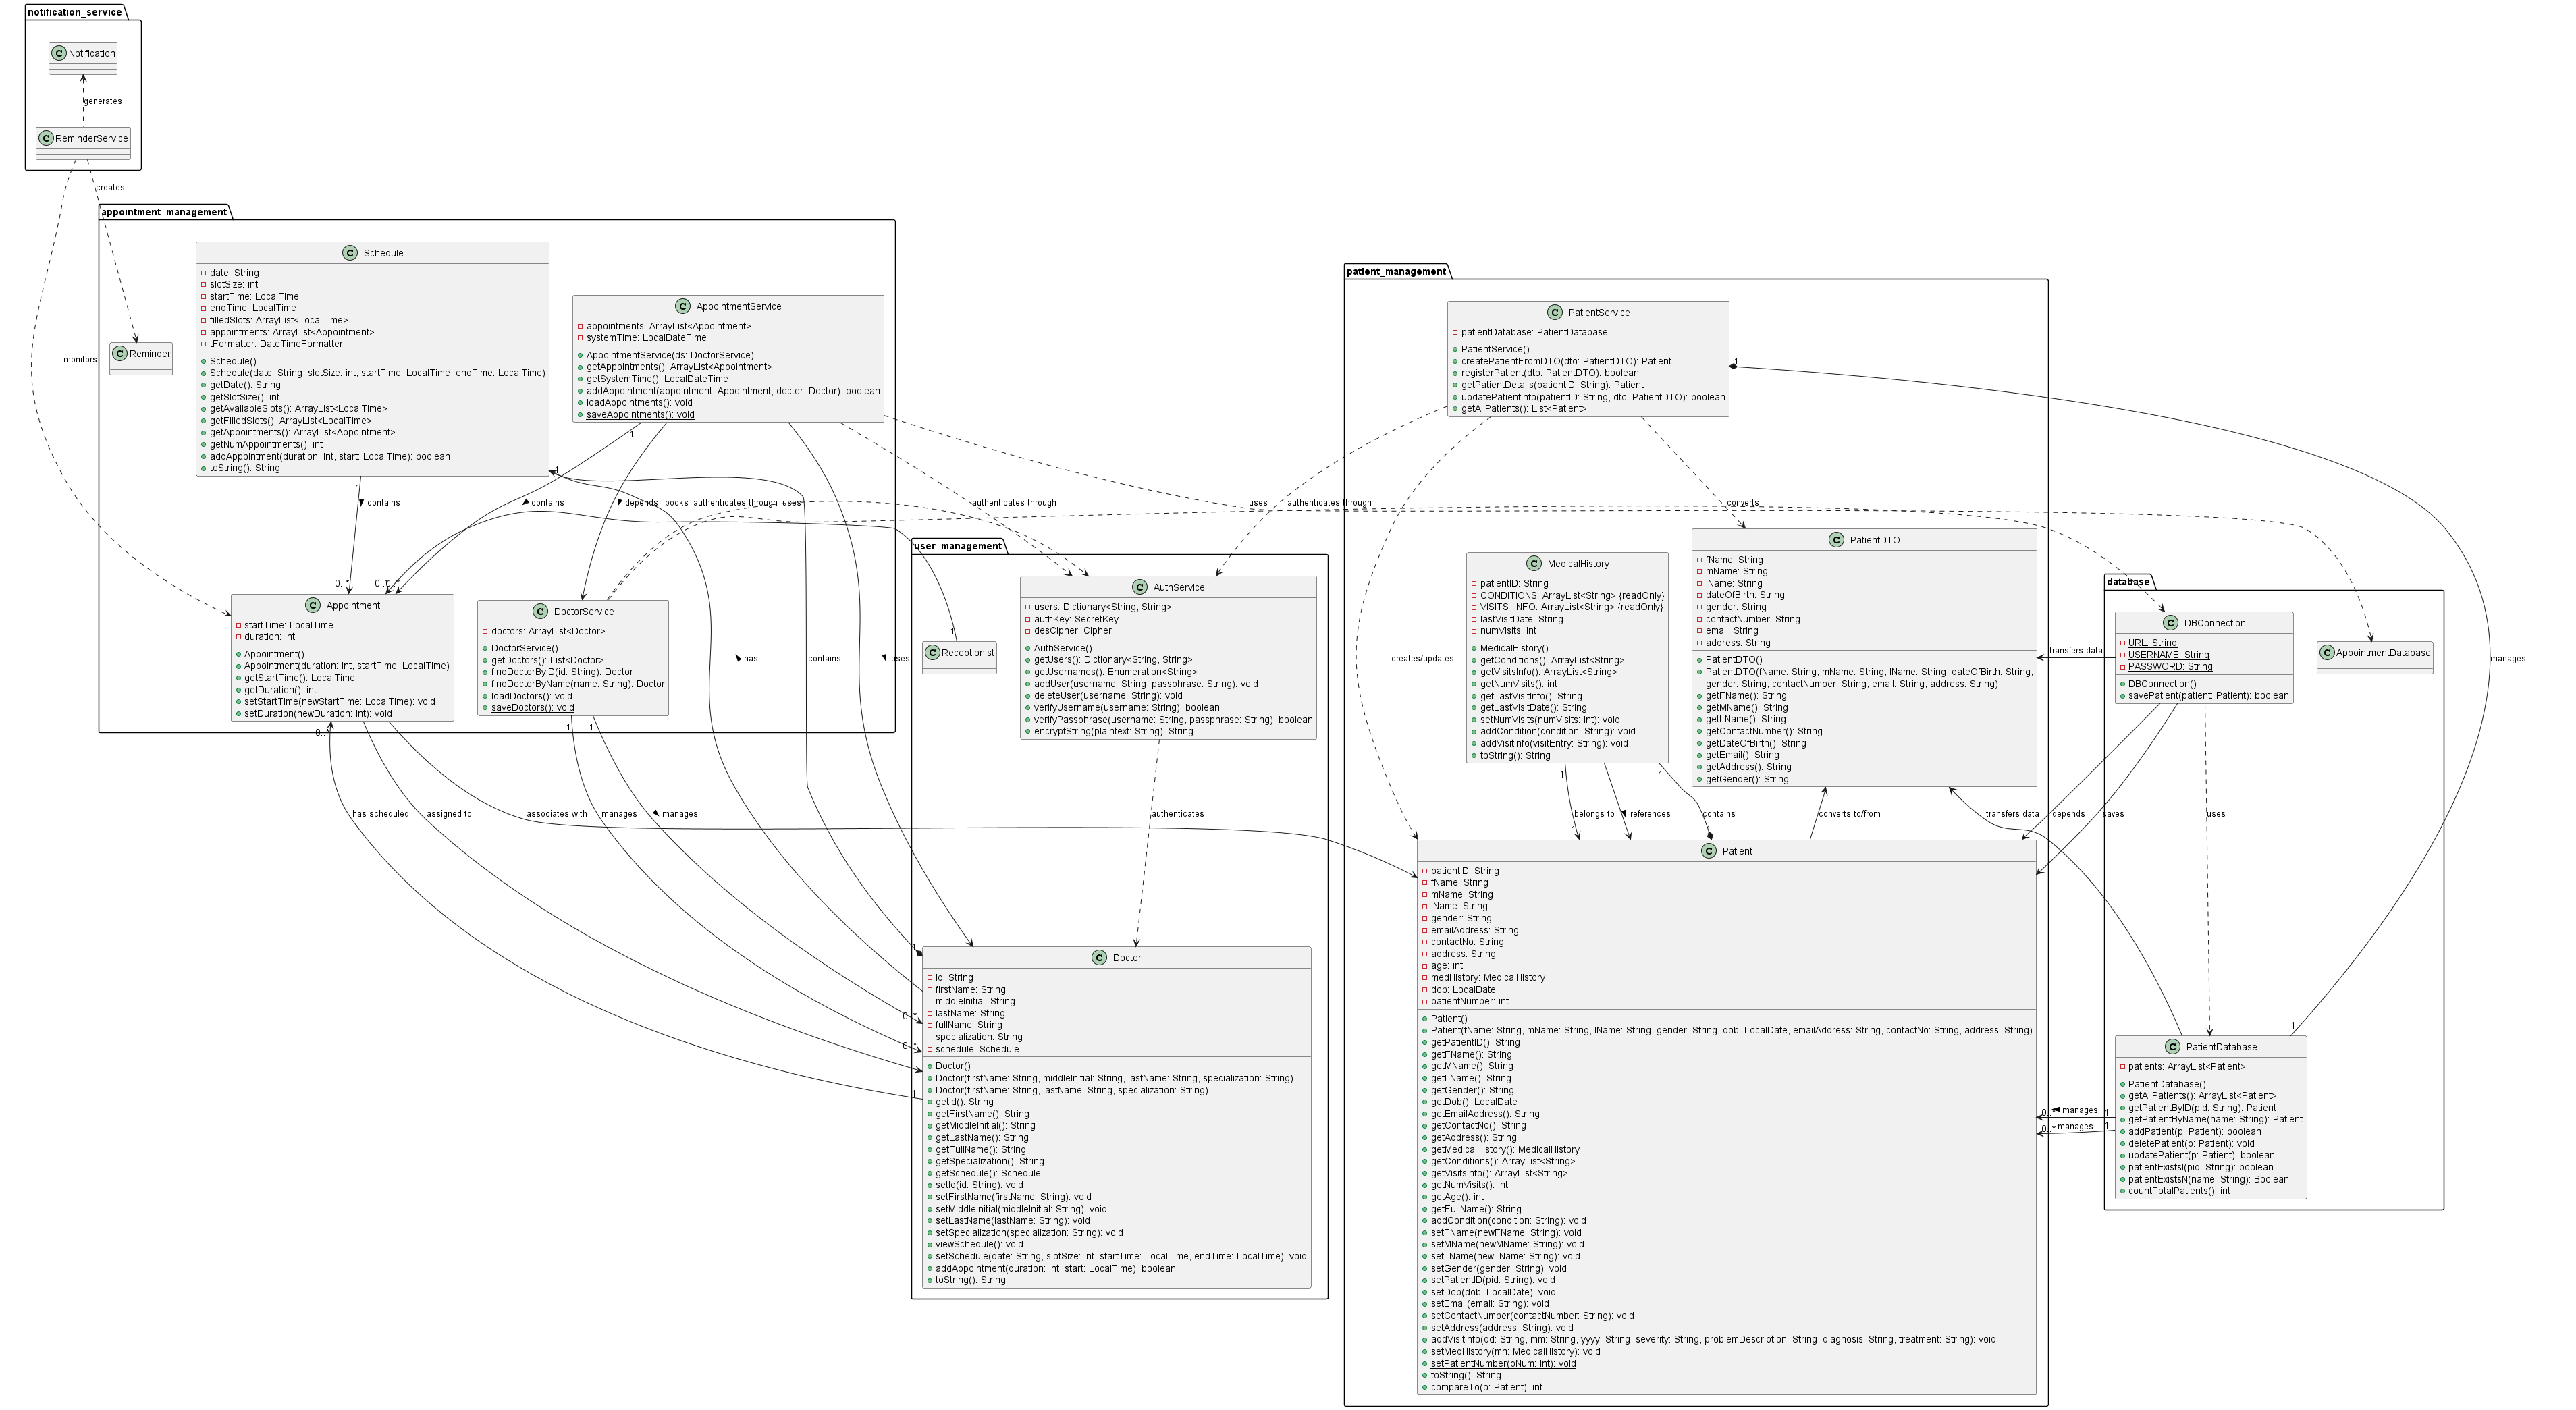 notification_service
Notification
generates
ReminderService
creates
monitors
appointment_management
Schedule
date: String
slotSize: int
startTime: LocalTime
endTime: LocalTime
filledSlots: ArrayList<LocalTime>
appointments: ArrayList<Appointment>
tFormatter: DateTimeFormatter
Schedule()
Schedule(date: String, slotSize: int, startTime: LocalTime, endTime: LocalTime)
getDate(): String
getSlotSize(): int
getAvailableSlots(): ArrayList<LocalTime>
getFilledSlots(): ArrayList<LocalTime>
getAppointments(): ArrayList<Appointment>
getNumAppointments(): int
addAppointment(duration: int, start: LocalTime): boolean
toString(): String
Reminder
AppointmentService
appointments: ArrayList<Appointment>
systemTime: LocalDateTime
AppointmentService(ds: DoctorService)
getAppointments(): ArrayList<Appointment>
getSystemTime(): LocalDateTime
addAppointment(appointment: Appointment, doctor: Doctor): boolean
loadAppointments(): void
saveAppointments(): void
1
1
1
contains
contains
depends
books
authenticates through
uses
contains
has
uses
authenticates through
uses
authenticates through
converts
0..*
0..*
0..*
Appointment
startTime: LocalTime
duration: int
Appointment()
Appointment(duration: int, startTime: LocalTime)
getStartTime(): LocalTime
getDuration(): int
setStartTime(newStartTime: LocalTime): void
setDuration(newDuration: int): void
0..*
DoctorService
doctors: ArrayList<Doctor>
DoctorService()
getDoctors(): List<Doctor>
findDoctorByID(id: String): Doctor
findDoctorByName(name: String): Doctor
loadDoctors(): void
saveDoctors(): void
1
1
has scheduled
assigned to
associates with
manages
manages
user_management
AuthService
users: Dictionary<String, String>
authKey: SecretKey
desCipher: Cipher
AuthService()
getUsers(): Dictionary<String, String>
getUsernames(): Enumeration<String>
addUser(username: String, passphrase: String): void
deleteUser(username: String): void
verifyUsername(username: String): boolean
verifyPassphrase(username: String, passphrase: String): boolean
encryptString(plaintext: String): String
1
Receptionist
authenticates
1
0..*
0..*
1
Doctor
id: String
firstName: String
middleInitial: String
lastName: String
fullName: String
specialization: String
schedule: Schedule
Doctor()
Doctor(firstName: String, middleInitial: String, lastName: String, specialization: String)
Doctor(firstName: String, lastName: String, specialization: String)
getId(): String
getFirstName(): String
getMiddleInitial(): String
getLastName(): String
getFullName(): String
getSpecialization(): String
getSchedule(): Schedule
setId(id: String): void
setFirstName(firstName: String): void
setMiddleInitial(middleInitial: String): void
setLastName(lastName: String): void
setSpecialization(specialization: String): void
viewSchedule(): void
setSchedule(date: String, slotSize: int, startTime: LocalTime, endTime: LocalTime): void
addAppointment(duration: int, start: LocalTime): boolean
toString(): String
patient_management
PatientService
patientDatabase: PatientDatabase
PatientService()
createPatientFromDTO(dto: PatientDTO): Patient
registerPatient(dto: PatientDTO): boolean
getPatientDetails(patientID: String): Patient
updatePatientInfo(patientID: String, dto: PatientDTO): boolean
getAllPatients(): List<Patient>
1
creates/updates
MedicalHistory
patientID: String
CONDITIONS: ArrayList<String> {readOnly}
VISITS_INFO: ArrayList<String> {readOnly}
lastVisitDate: String
numVisits: int
MedicalHistory()
getConditions(): ArrayList<String>
getVisitsInfo(): ArrayList<String>
getNumVisits(): int
getLastVisitInfo(): String
getLastVisitDate(): String
setNumVisits(numVisits: int): void
addCondition(condition: String): void
addVisitInfo(visitEntry: String): void
toString(): String
1
1
belongs to
references
contains
1
1
PatientDTO
fName: String
mName: String
lName: String
dateOfBirth: String
gender: String
contactNumber: String
email: String
address: String
PatientDTO()
PatientDTO(fName: String, mName: String, lName: String, dateOfBirth: String,
gender: String, contactNumber: String, email: String, address: String)
getFName(): String
getMName(): String
getLName(): String
getContactNumber(): String
getDateOfBirth(): String
getEmail(): String
getAddress(): String
getGender(): String
converts to/from
transfers data
transfers data
depends
saves
uses
manages
Patient
patientID: String
fName: String
mName: String
lName: String
gender: String
emailAddress: String
contactNo: String
address: String
age: int
medHistory: MedicalHistory
dob: LocalDate
patientNumber: int
Patient()
Patient(fName: String, mName: String, lName: String, gender: String, dob: LocalDate, emailAddress: String, contactNo: String, address: String)
getPatientID(): String
getFName(): String
getMName(): String
getLName(): String
getGender(): String
getDob(): LocalDate
getEmailAddress(): String
getContactNo(): String
getAddress(): String
getMedicalHistory(): MedicalHistory
getConditions(): ArrayList<String>
getVisitsInfo(): ArrayList<String>
getNumVisits(): int
getAge(): int
getFullName(): String
addCondition(condition: String): void
setFName(newFName: String): void
setMName(newMName: String): void
setLName(newLName: String): void
setGender(gender: String): void
setPatientID(pid: String): void
setDob(dob: LocalDate): void
setEmail(email: String): void
setContactNumber(contactNumber: String): void
setAddress(address: String): void
addVisitInfo(dd: String, mm: String, yyyy: String, severity: String, problemDescription: String, diagnosis: String, treatment: String): void
setMedHistory(mh: MedicalHistory): void
setPatientNumber(pNum: int): void
toString(): String
compareTo(o: Patient): int
database
DBConnection
URL: String
USERNAME: String
PASSWORD: String
DBConnection()
savePatient(patient: Patient): boolean
AppointmentDatabase
1
PatientDatabase
patients: ArrayList<Patient>
PatientDatabase()
getAllPatients(): ArrayList<Patient>
getPatientByID(pid: String): Patient
getPatientByName(name: String): Patient
addPatient(p: Patient): boolean
deletePatient(p: Patient): void
updatePatient(p: Patient): boolean
patientExistsI(pid: String): boolean
patientExistsN(name: String): Boolean
countTotalPatients(): int
manages
1
0..* manages
1